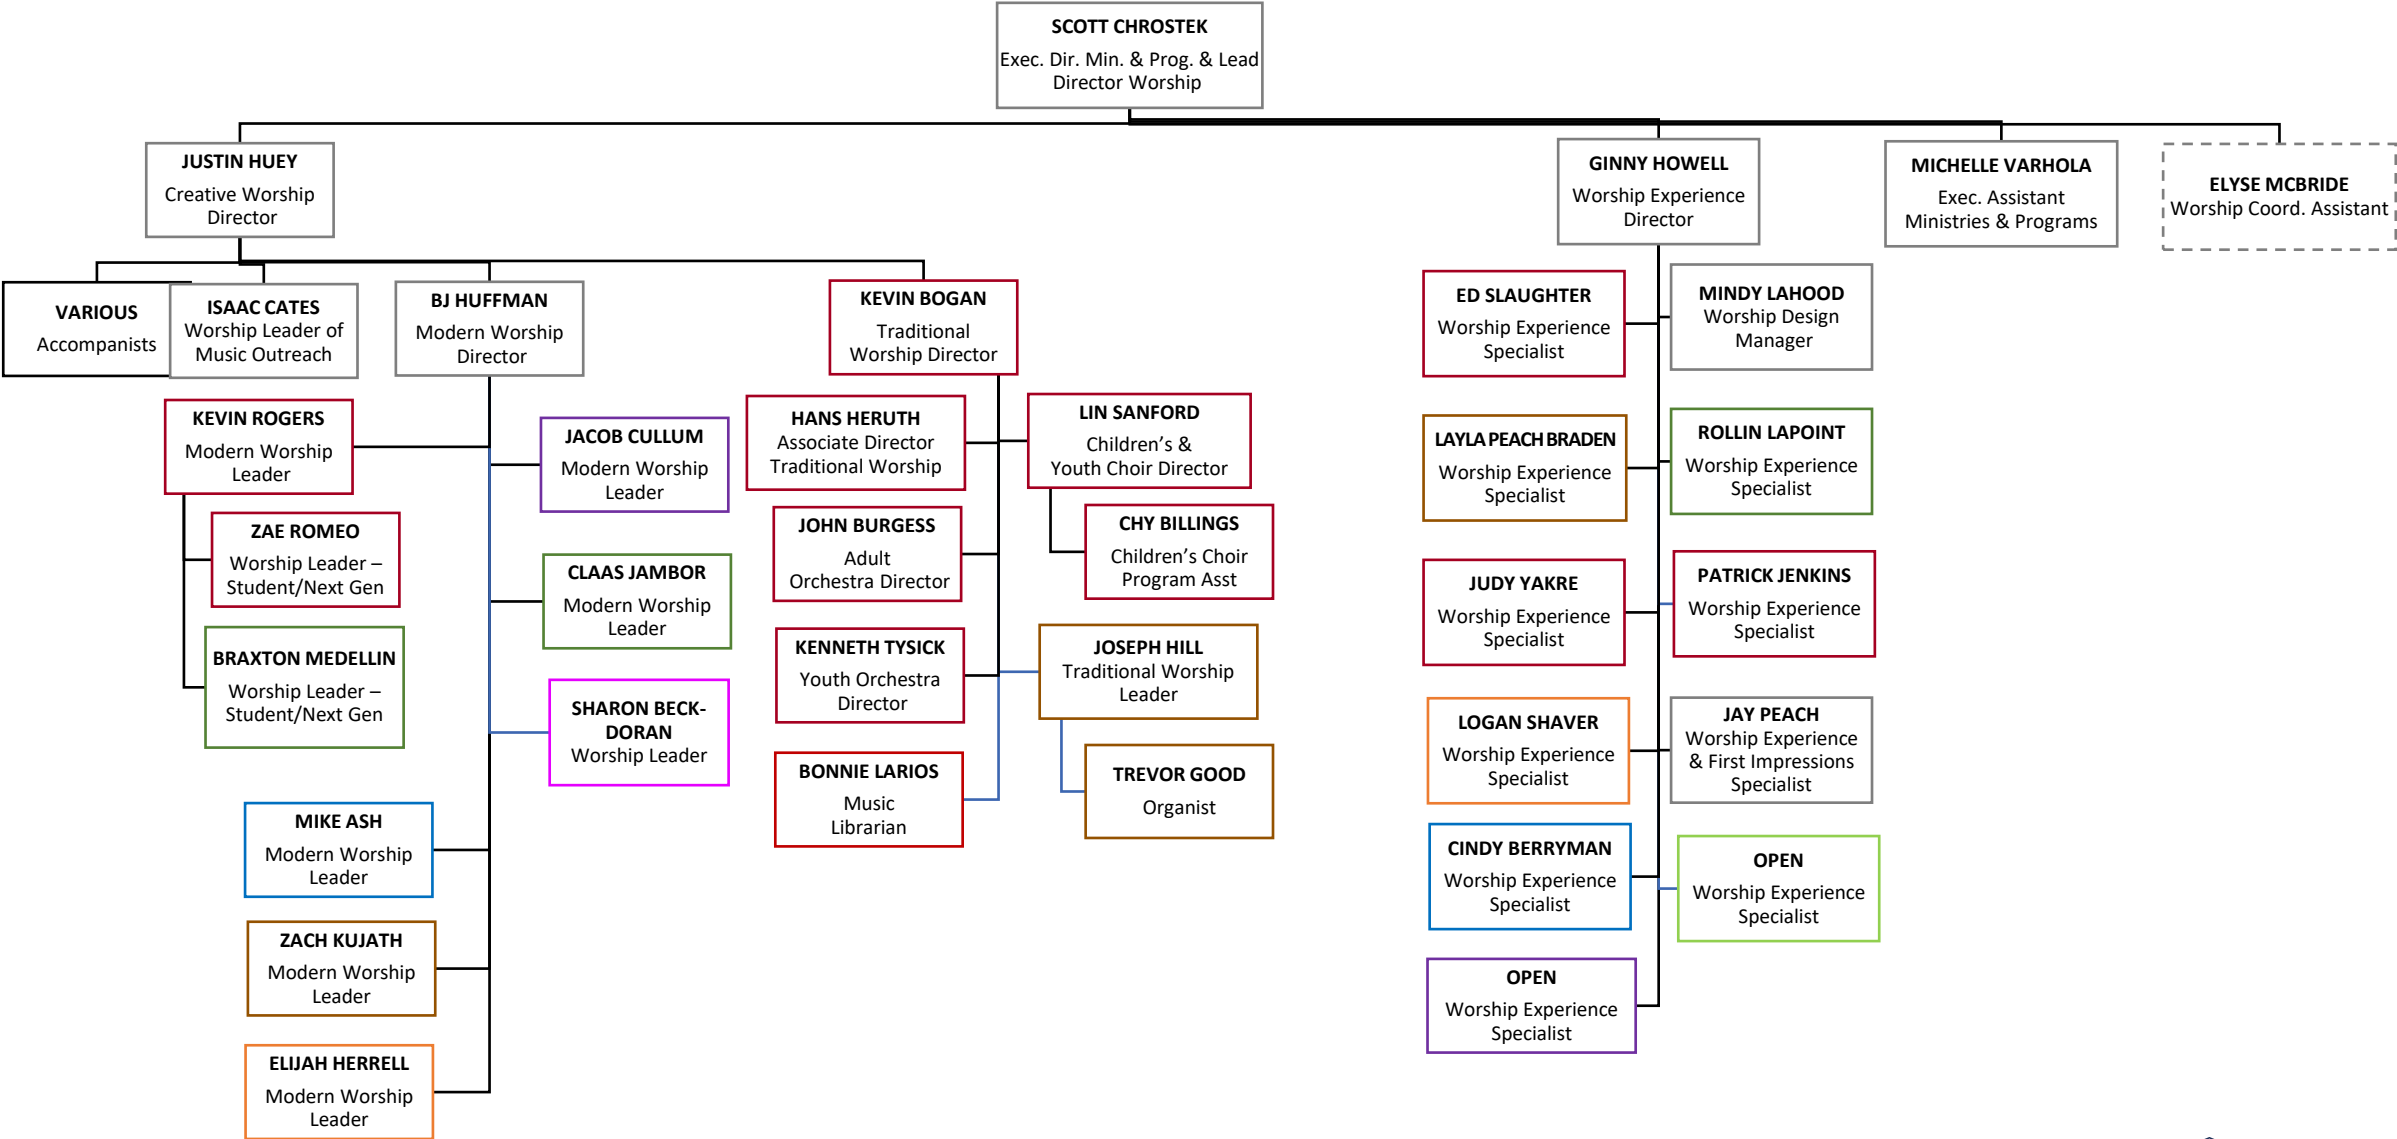 SCOTT CHROSTEK
Exec. Dir. Min. & Prog. & Lead
Director Worship
JUSTIN HUEY
Creative Worship
Director
GINNY HOWELL
Worship Experience
Director
MICHELLE VARHOLA
Exec. Assistant
Ministries & Programs
ELYSE MCBRIDE
Worship Coord. Assistant
VARIOUS
Accompanists
ISAAC CATES
Worship Leader of
Music Outreach
BJ HUFFMAN
Modern Worship
Director
KEVIN BOGAN
Traditional
Worship Director
KEVIN ROGERS
Modern Worship
Leader
ZAE ROMEO
Worship Leader –
Student/Next Gen
BRAXTON MEDELLIN
Worship Leader –
Student/Next Gen
JACOB CULLUM
Modern Worship
Leader
CLAAS JAMBOR
Modern Worship
Leader
SHARON BECK-
DORAN
Worship Leader
MIKE ASH
Modern Worship
Leader
ZACH KUJATH
Modern Worship
Leader
ELIJAH HERRELL
Modern Worship
Leader
HANS HERUTH
Associate Director
Traditional Worship
LIN SANFORD
Children’s &
Youth Choir Director
JOHN BURGESS
Adult
Orchestra Director
CHY BILLINGS
Children’s Choir
Program Asst
KENNETH TYSICK
Youth Orchestra
Director
JOSEPH HILL
Traditional Worship
Leader
BONNIE LARIOS
Music
Librarian
TREVOR GOOD
Organist
ED SLAUGHTER
Worship Experience
Specialist
MINDY LAHOOD
Worship Design
Manager
LAYLA PEACH BRADEN
Worship Experience
Specialist
ROLLIN LAPOINT
Worship Experience
Specialist
JUDY YAKRE
Worship Experience
Specialist
PATRICK JENKINS
Worship Experience
Specialist
LOGAN SHAVER
Worship Experience
Specialist
JAY PEACH
Worship Experience
& First Impressions
Specialist
CINDY BERRYMAN
Worship Experience
Specialist
OPEN
Worship Experience
Specialist
OPEN
Worship Experience
Specialist